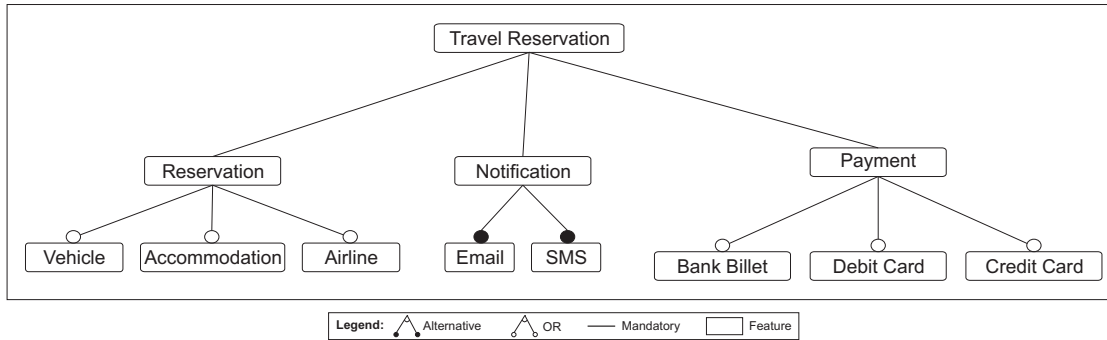 Travel Reservation
Reservation
Notification
Payment
Vehicle
Accommodation
Airline
Email
SMS
Bank Billet
Debit Card
Credit Card
Legend: Alternative OR Mandatory Feature